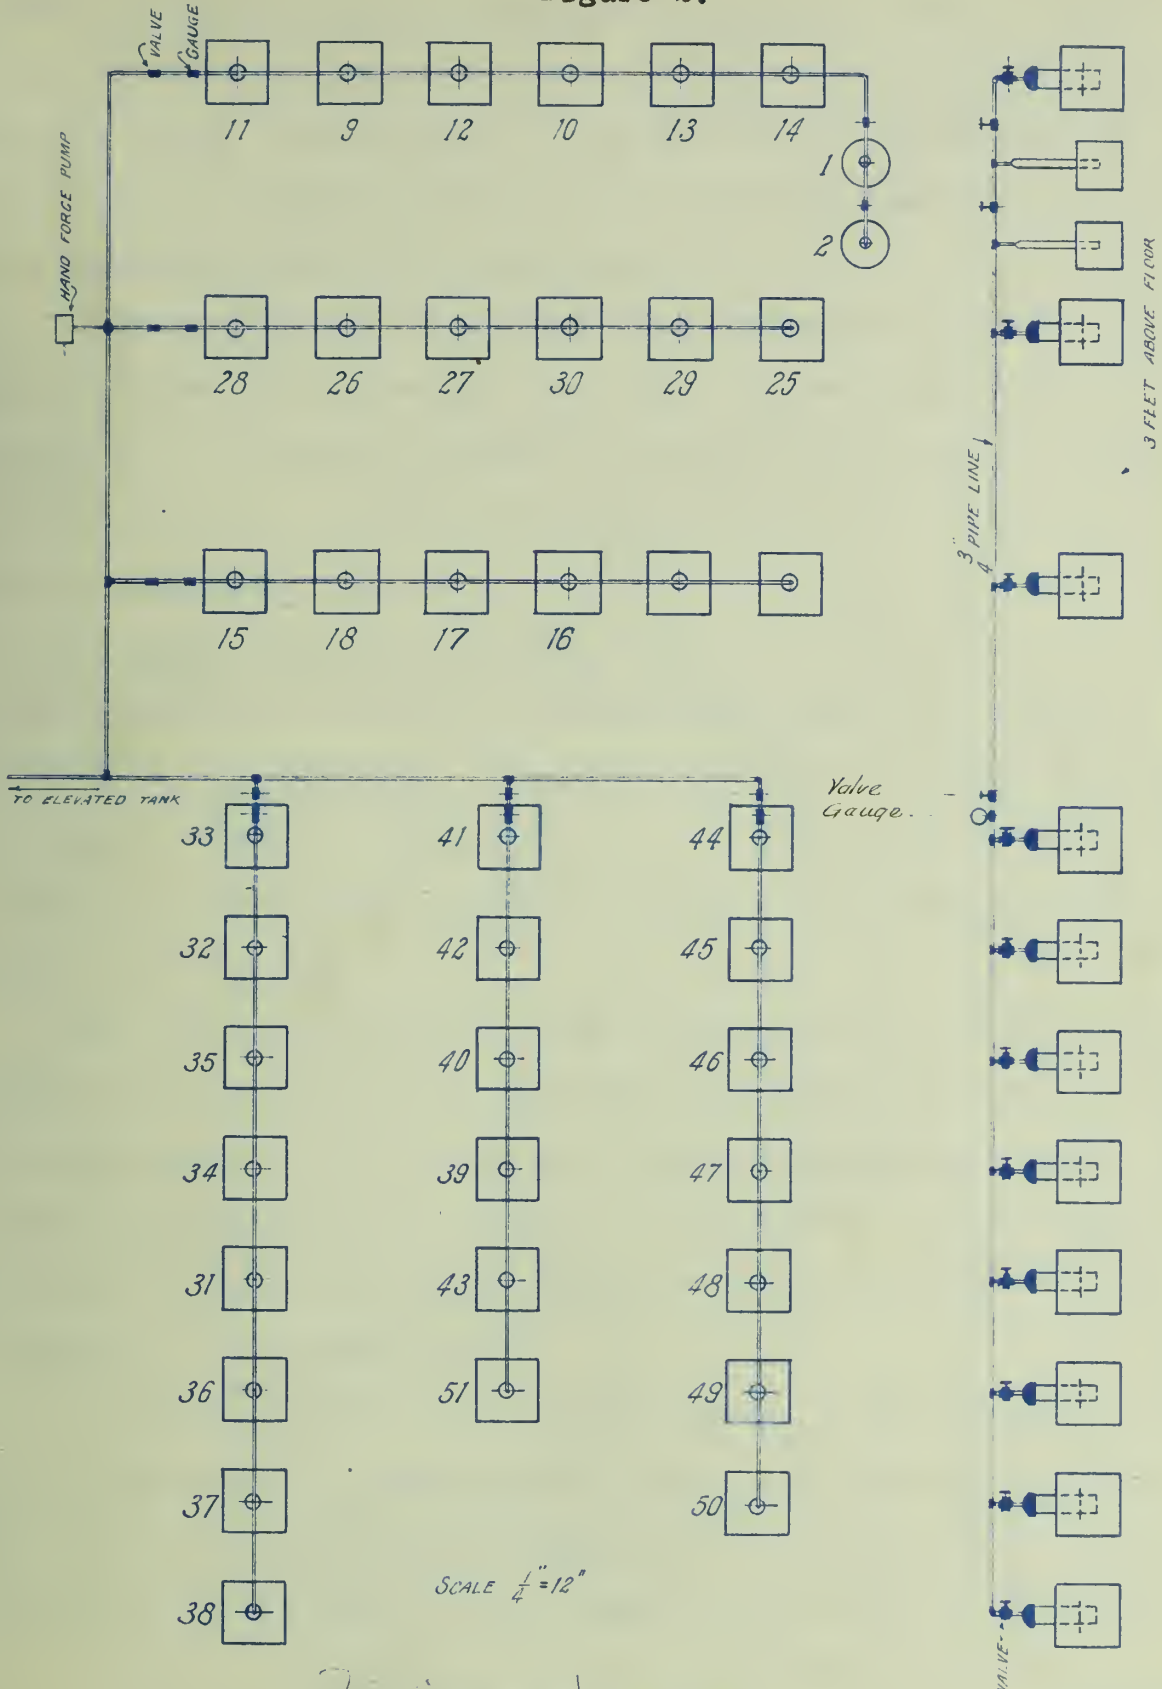 VALVE
GAUGE
11 9 12 10 13 14
1
2
HAND FORCE PUMP
28 26 27 30 29 25
3 FEET ABOVE FLOOR
3/4" PIPE LINE
15 18 17 16
TO ELEVATED TANK
Valve
Gauge.
33 41 44
32 42 45
35 40 46
34 39 47
31 43 48
36 51 49
37 50
38
SCALE 1/4" = 12"
VALVE